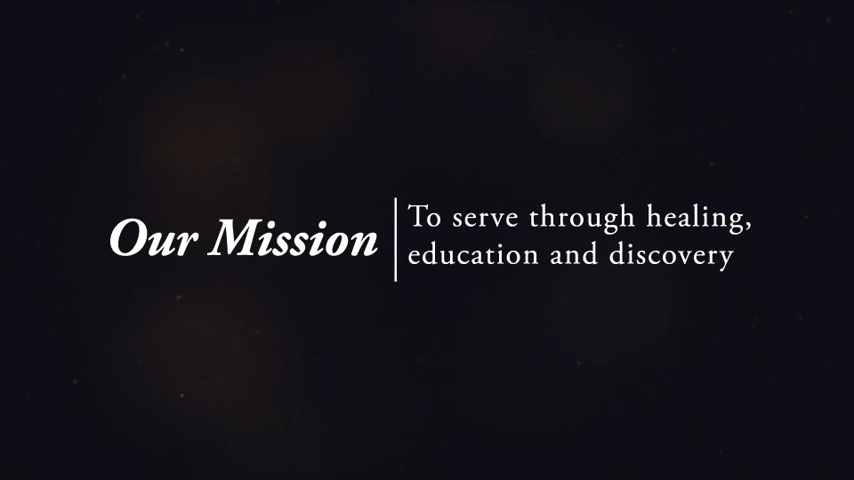 Our Mission
To serve through healing,
education and discovery